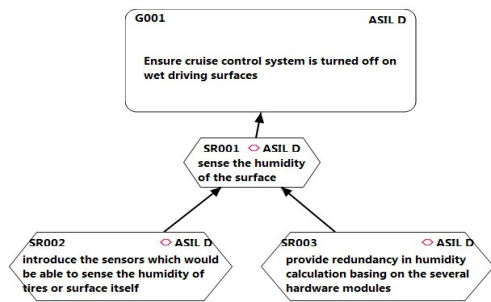 G001 ASIL D
Ensure cruise control system is turned off on
wet driving surfaces
SR001 ASIL D
sense the humidity
of the surface
SR002 ASIL D
introduce the sensors which would
be able to sense the humidity of
tires or surface itself
SR003 ASIL D
provide redundancy in humidity
calculation basing on the several
hardware modules